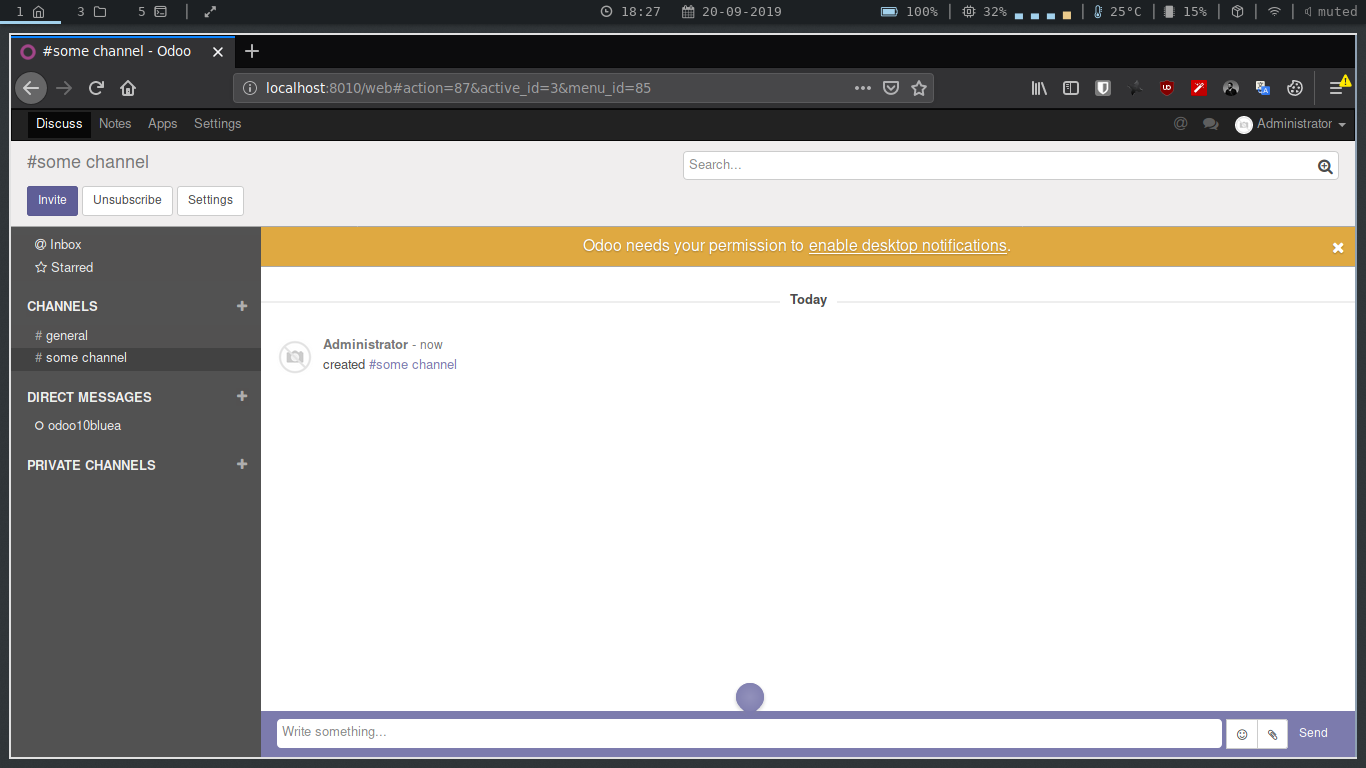 1 3 5 18:27 20-09-2019 100% 32% 25°C 15% muted
#some channel - Odoo
localhost:8010/web#action=87&active_id=3&menu_id=85
Discuss Notes Apps Settings Administrator
#some channel
Search...
Invite Unsubscribe Settings
@ Inbox
Starred
CHANNELS
# general
# some channel
DIRECT MESSAGES
odoo10bluea
PRIVATE CHANNELS
Odoo needs your permission to enable desktop notifications.
Today
Administrator - now
created #some channel
Write something...
Send